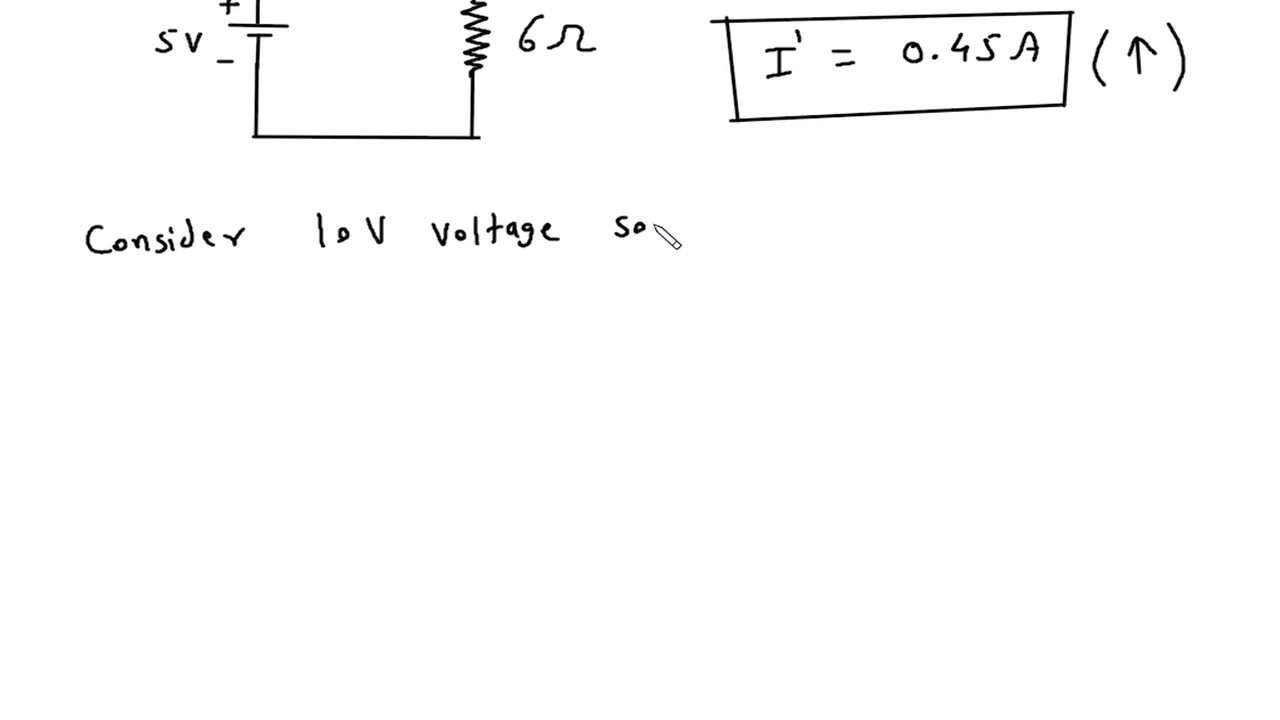 +
5V
-
6Ω
I' = 0.45A (↑)
Consider 10V voltage so